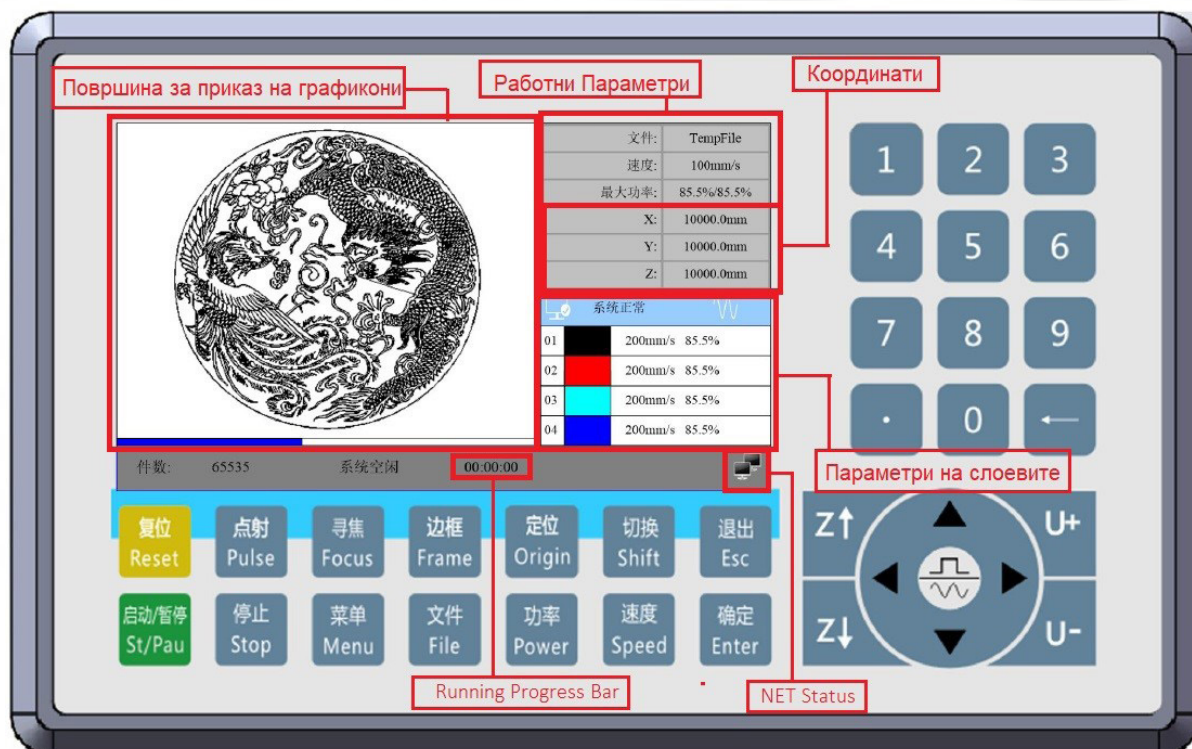 Површина за приказ на графикони
Работни Параметри
Координати
文件: TempFile
速度: 100mm/s
最大功率: 85.5%/85.5%
X: 10000.0mm
Y: 10000.0mm
Z: 10000.0mm
系统正常
01 200mm/s 85.5%
02 200mm/s 85.5%
03 200mm/s 85.5%
04 200mm/s 85.5%
件数: 65535 系统空闲 00:00:00
1 2 3
4 5 6
7 8 9
. 0 ←
Параметри на слоевите
复位 点射 寻焦 边框 定位 切换 退出
Reset Pulse Focus Frame Origin Shift Esc
启动/暂停 停止 菜单 文件 功率 速度 确定
St/Pau Stop Menu File Power Speed Enter
Z↑ U+
Z↓ U-
Running Progress Bar
NET Status